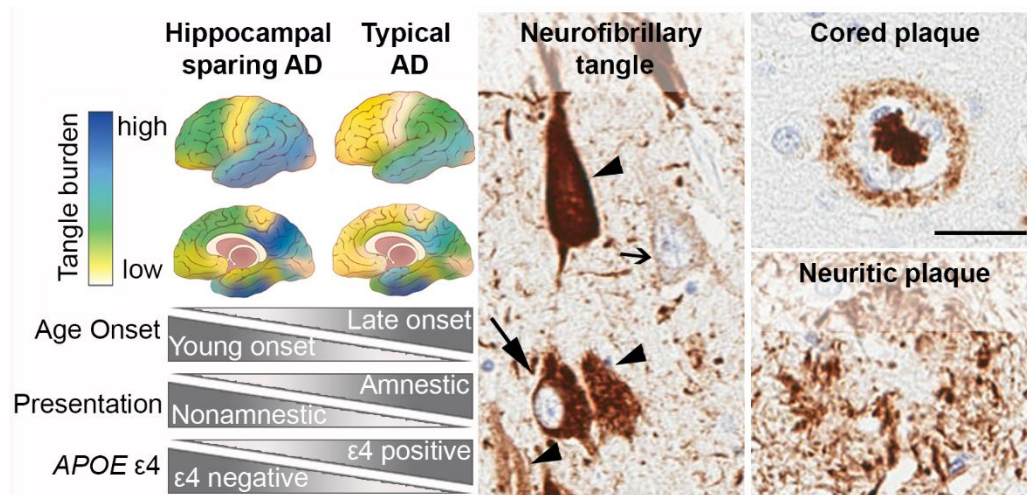 Hippocampal
sparing AD
Typical
AD
Tangle burden
high
low
Age Onset
Late onset
Young onset
Presentation
Amnestic
Nonamnestic
APOE ε4
ε4 positive
ε4 negative
Neurofibrillary
tangle
Cored plaque
Neuritic plaque